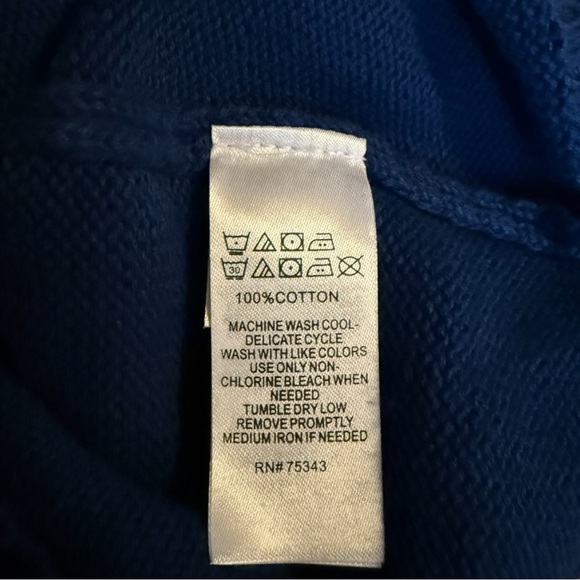 30
100%COTTON
MACHINE WASH COOL-
DELICATE CYCLE
WASH WITH LIKE COLORS
USE ONLY NON-
CHLORINE BLEACH WHEN
NEEDED
TUMBLE DRY LOW
REMOVE PROMPTLY
MEDIUM IRON IF NEEDED
RN# 75343